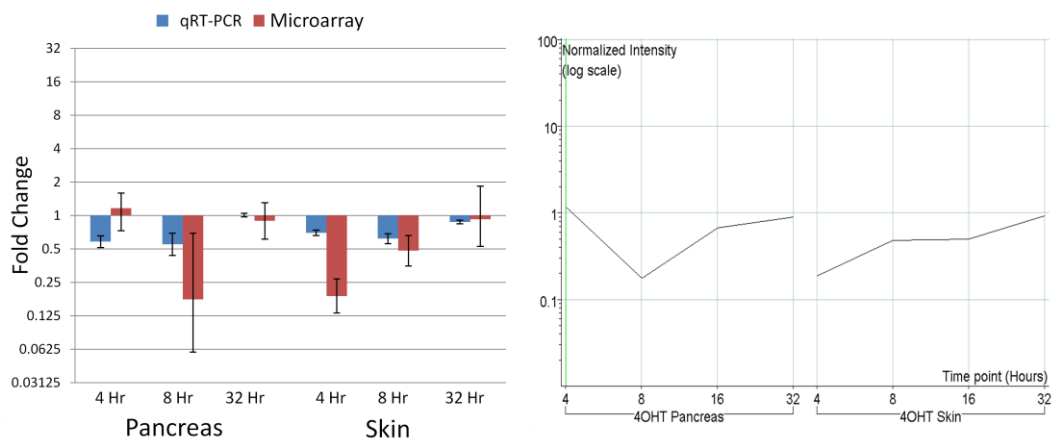 qRT-PCR Microarray
Fold Change
32
16
8
4
2
1
0.5
0.25
0.125
0.0625
0.03125
4 Hr 8 Hr 32 Hr 4 Hr 8 Hr 32 Hr
Pancreas Skin
Normalized Intensity
(log scale)
100
10
1
0.1
Time point (Hours)
4 8 16 32 4 8 16 32
4OHT Pancreas 4OHT Skin